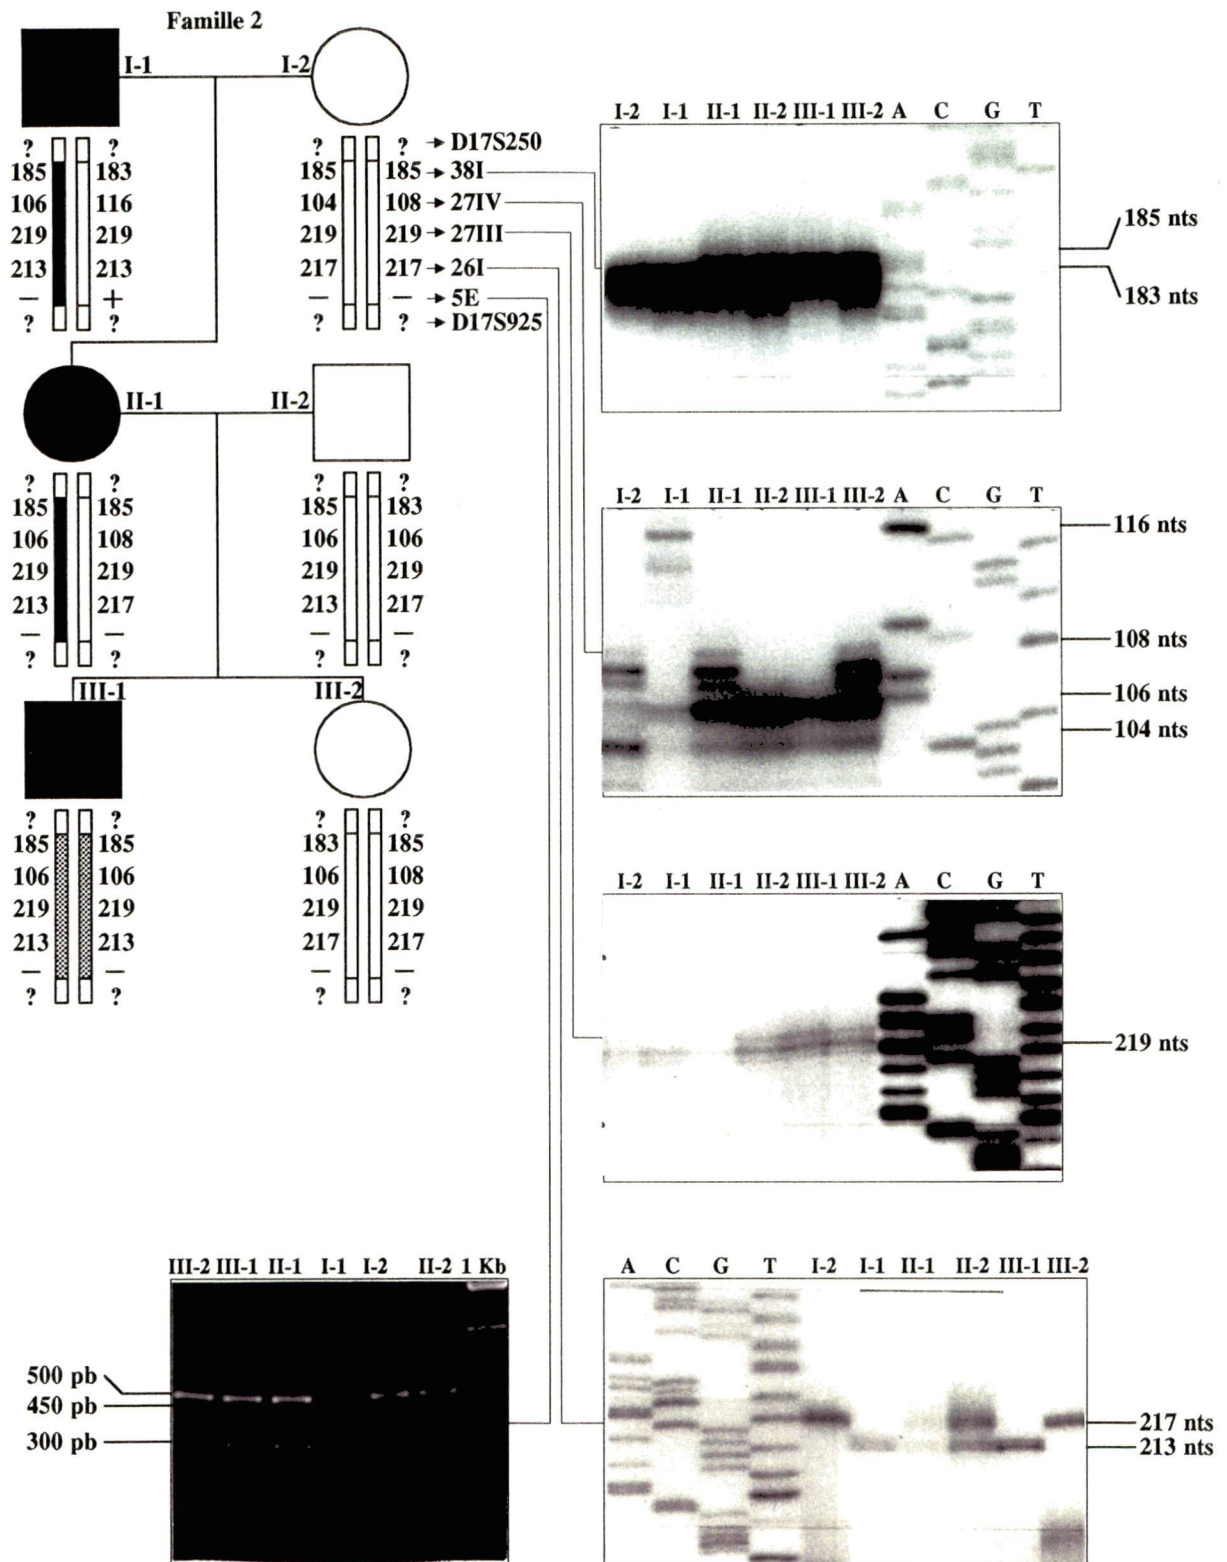 Famille 2
I-1 I-2
? ? ? ? → D17S250
185 183 185 185 → 38I
106 116 104 108 → 27IV
219 219 219 219 → 27III
213 213 217 217 → 26I
— + — — → 5E
? ? ? ? → D17S925
II-1 II-2
? ? ? ?
185 185 185 183
106 108 106 106
219 219 219 219
213 217 213 217
— — — —
? ? ? ?
III-1 III-2
? ? ? ?
185 185 183 185
106 106 106 108
219 219 219 219
213 213 217 217
— — — —
? ? ? ?
I-2 I-1 II-1 II-2 III-1 III-2 A C G T
185 nts
183 nts
I-2 I-1 II-1 II-2 III-1 III-2 A C G T
116 nts
108 nts
106 nts
104 nts
I-2 I-1 II-1 II-2 III-1 III-2 A C G T
219 nts
III-2 III-1 II-1 I-1 I-2 II-2 1 Kb
500 pb
450 pb
300 pb
A C G T I-2 I-1 II-1 II-2 III-1 III-2
217 nts
213 nts